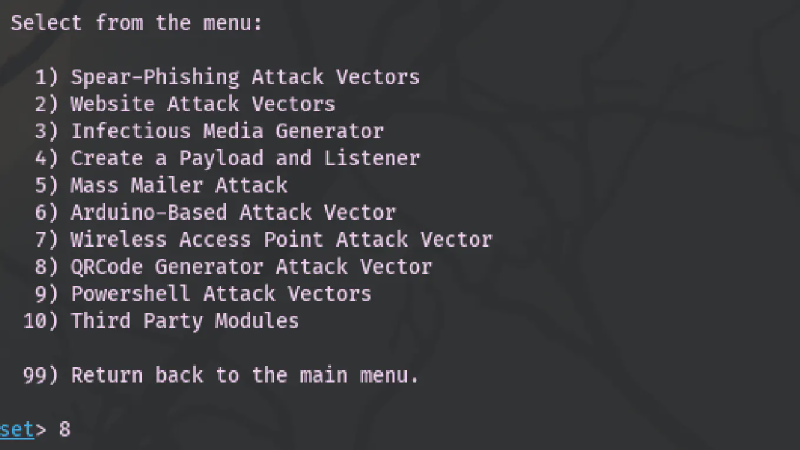 Select from the menu:
1) Spear-Phishing Attack Vectors
2) Website Attack Vectors
3) Infectious Media Generator
4) Create a Payload and Listener
5) Mass Mailer Attack
6) Arduino-Based Attack Vector
7) Wireless Access Point Attack Vector
8) QRCode Generator Attack Vector
9) Powershell Attack Vectors
10) Third Party Modules
99) Return back to the main menu.
set> 8